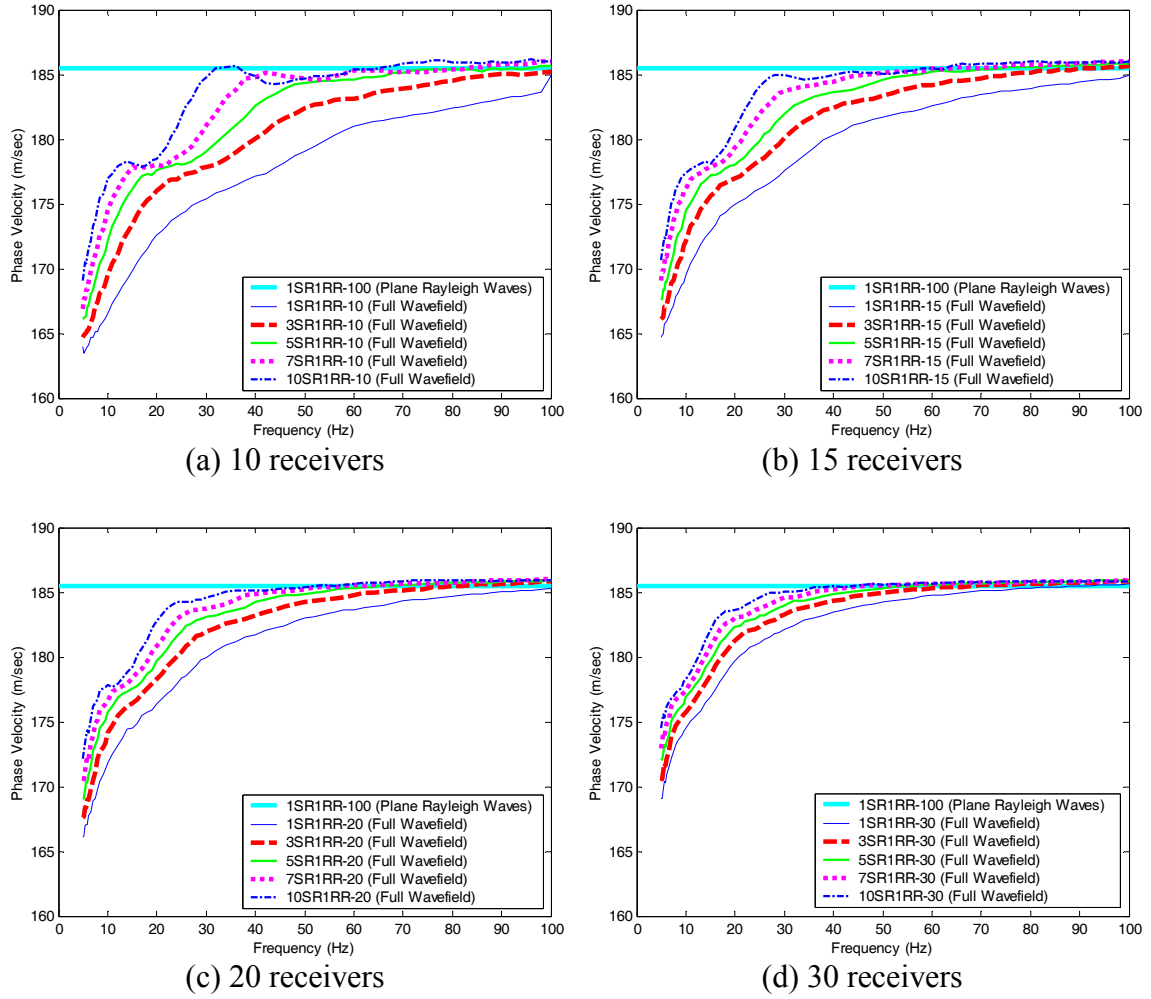 190
185
180
175
170
165
160
Phase Velocity (m/sec)
1SR1RR-100 (Plane Rayleigh Waves)
1SR1RR-10 (Full Wavefield)
3SR1RR-10 (Full Wavefield)
5SR1RR-10 (Full Wavefield)
7SR1RR-10 (Full Wavefield)
10SR1RR-10 (Full Wavefield)
0 10 20 30 40 50 60 70 80 90 100
Frequency (Hz)
(a) 10 receivers
190
185
180
175
170
165
160
Phase Velocity (m/sec)
1SR1RR-100 (Plane Rayleigh Waves)
1SR1RR-15 (Full Wavefield)
3SR1RR-15 (Full Wavefield)
5SR1RR-15 (Full Wavefield)
7SR1RR-15 (Full Wavefield)
10SR1RR-15 (Full Wavefield)
0 10 20 30 40 50 60 70 80 90 100
Frequency (Hz)
(b) 15 receivers
190
185
180
175
170
165
160
Phase Velocity (m/sec)
1SR1RR-100 (Plane Rayleigh Waves)
1SR1RR-20 (Full Wavefield)
3SR1RR-20 (Full Wavefield)
5SR1RR-20 (Full Wavefield)
7SR1RR-20 (Full Wavefield)
10SR1RR-20 (Full Wavefield)
0 10 20 30 40 50 60 70 80 90 100
Frequency (Hz)
(c) 20 receivers
190
185
180
175
170
165
160
Phase Velocity (m/sec)
1SR1RR-100 (Plane Rayleigh Waves)
1SR1RR-30 (Full Wavefield)
3SR1RR-30 (Full Wavefield)
5SR1RR-30 (Full Wavefield)
7SR1RR-30 (Full Wavefield)
10SR1RR-30 (Full Wavefield)
0 10 20 30 40 50 60 70 80 90 100
Frequency (Hz)
(d) 30 receivers